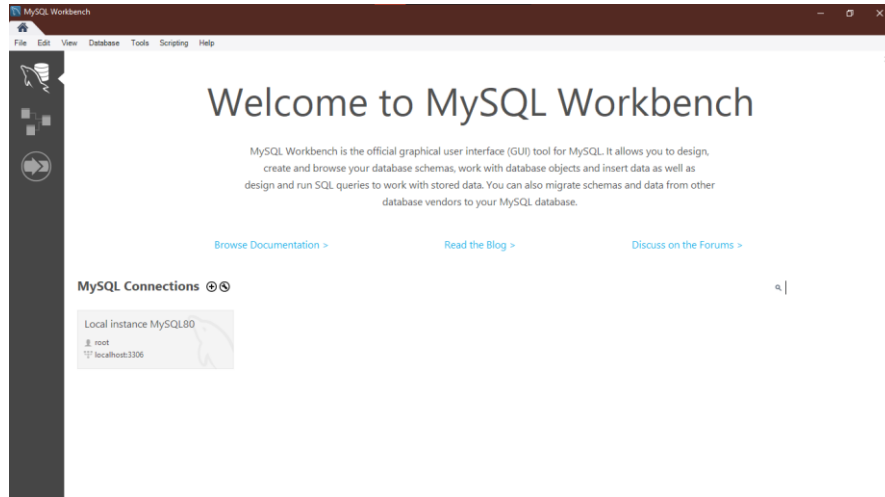 MySQL Workbench
File Edit View Database Tools Scripting Help
Welcome to MySQL Workbench
MySQL Workbench is the official graphical user interface (GUI) tool for MySQL. It allows you to design,
create and browse your database schemas, work with database objects and insert data as well as
design and run SQL queries to work with stored data. You can also migrate schemas and data from other
database vendors to your MySQL database.
Browse Documentation > Read the Blog > Discuss on the Forums >
MySQL Connections
Local instance MySQL80
root
localhost:3306